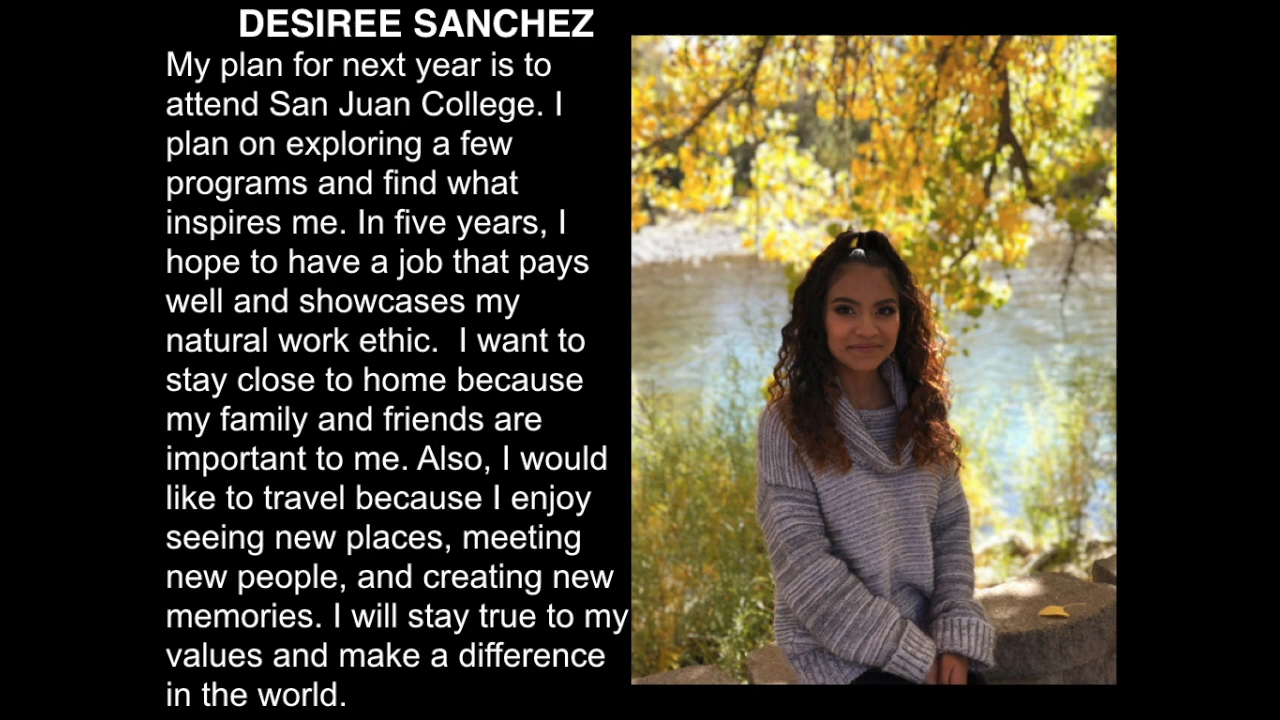 DESIREE SANCHEZ
My plan for next year is to
attend San Juan College. I
plan on exploring a few
programs and find what
inspires me. In five years, I
hope to have a job that pays
well and showcases my
natural work ethic.  I want to
stay close to home because
my family and friends are
important to me. Also, I would
like to travel because I enjoy
seeing new places, meeting
new people, and creating new
memories. I will stay true to my
values and make a difference
in the world.